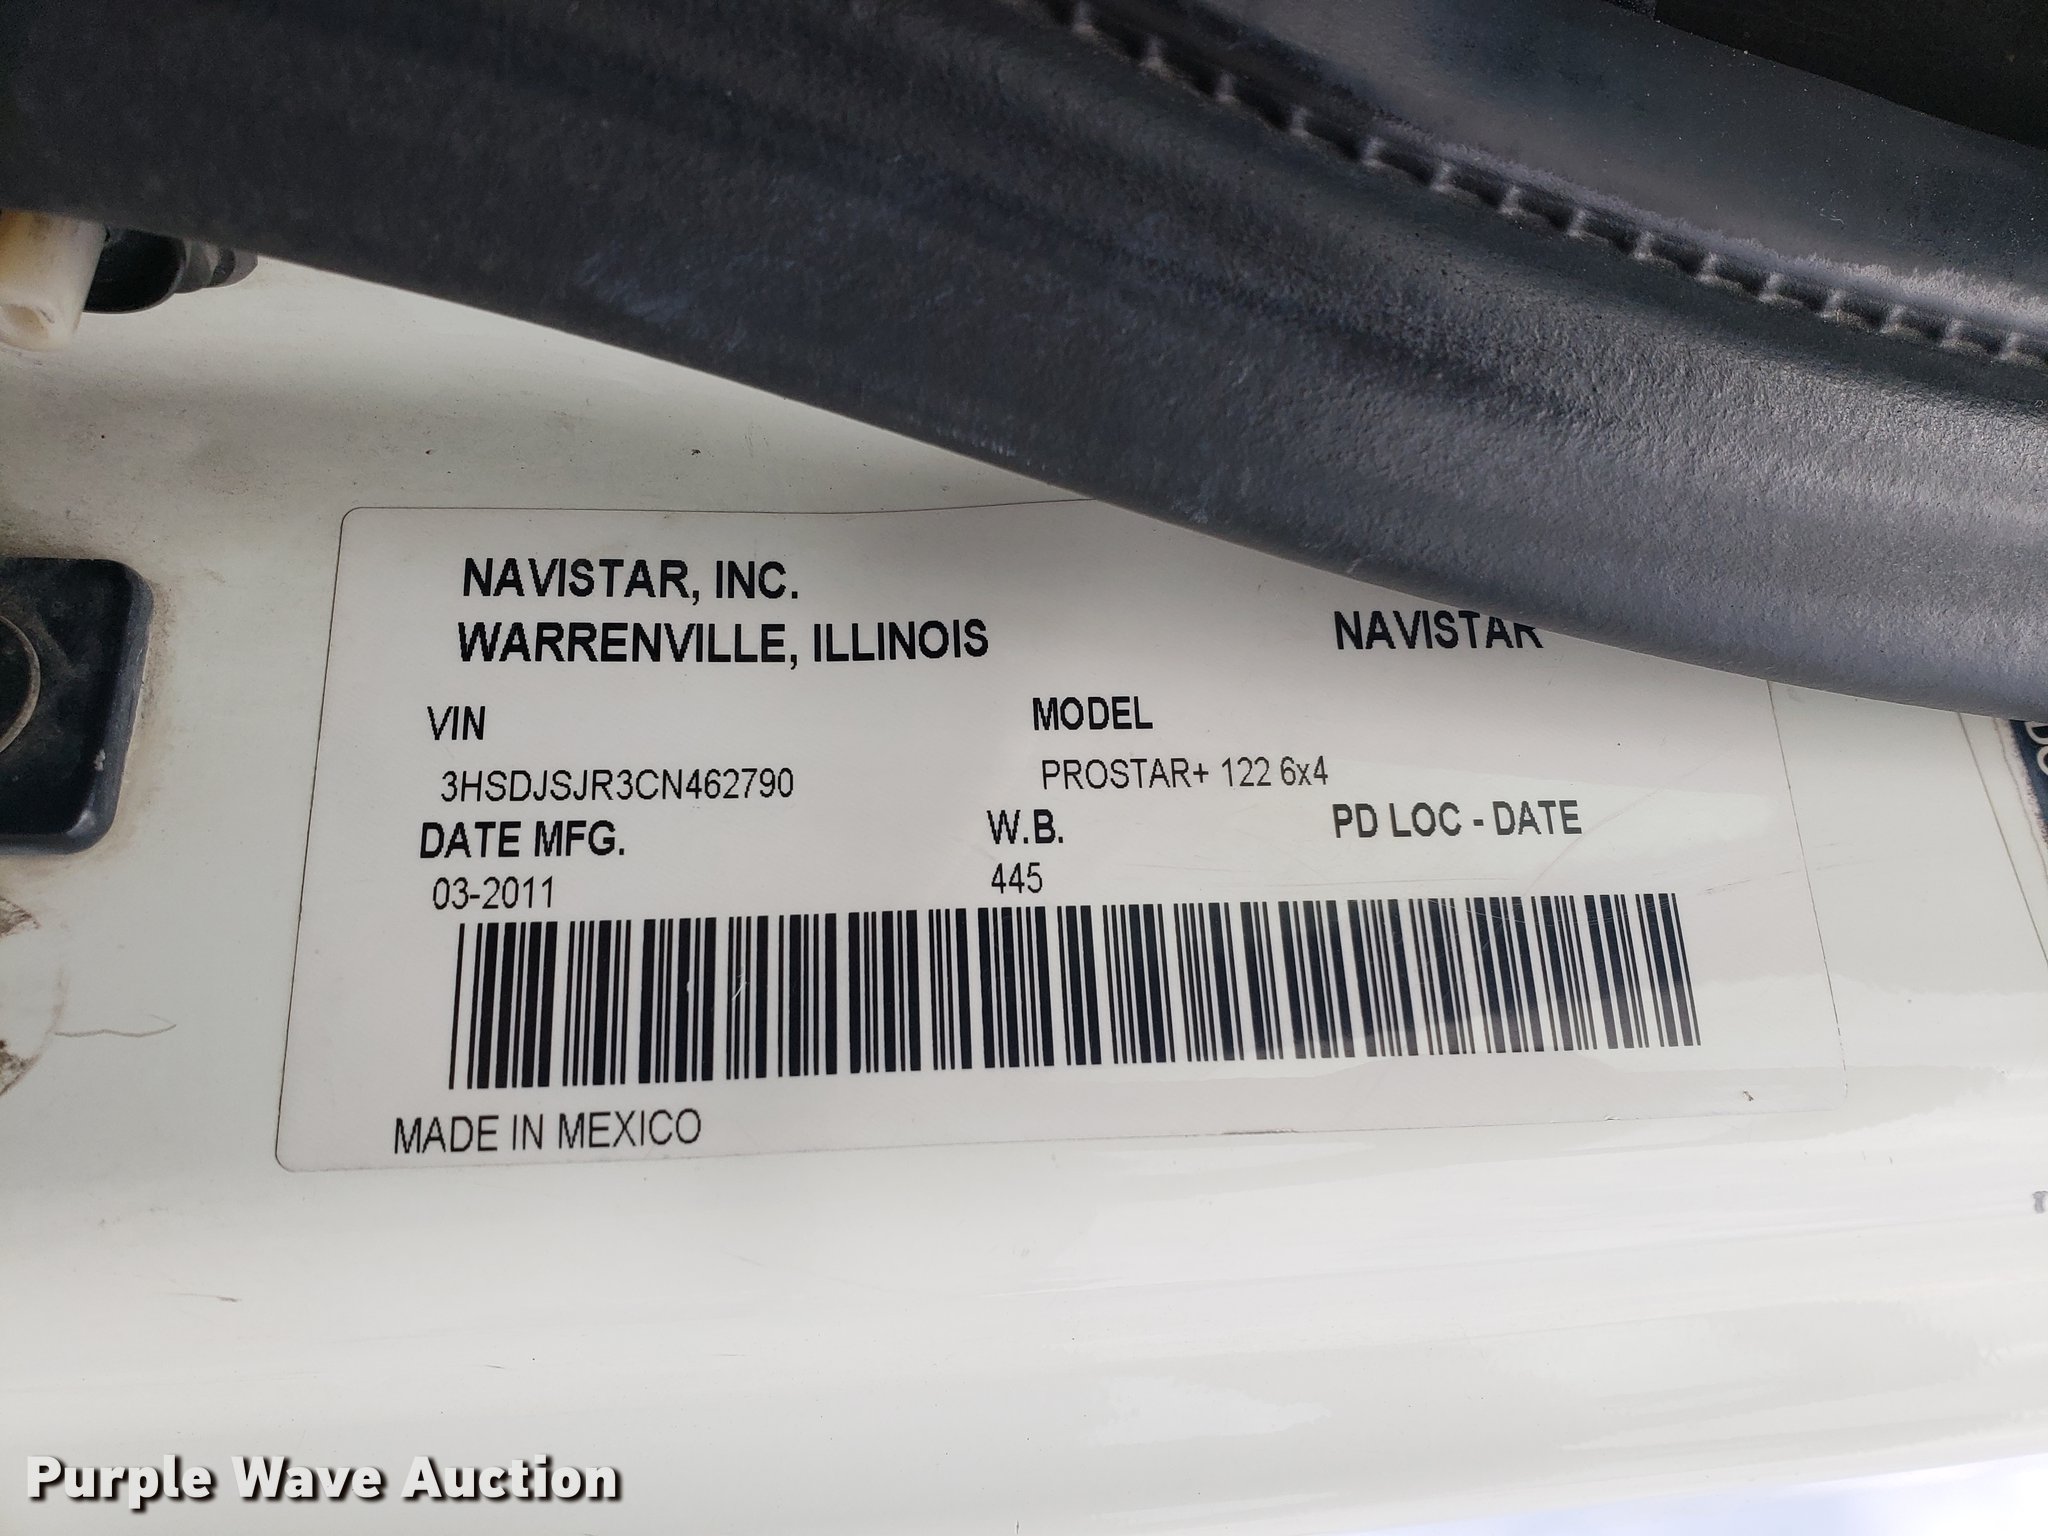 NAVISTAR, INC.
WARRENVILLE, ILLINOIS
NAVISTAR
VIN
MODEL
3HSDJSJR3CN462790
PROSTAR+ 122 6x4
DATE MFG.
W.B.
PD LOC - DATE
03-2011
445
MADE IN MEXICO
Purple Wave Auction